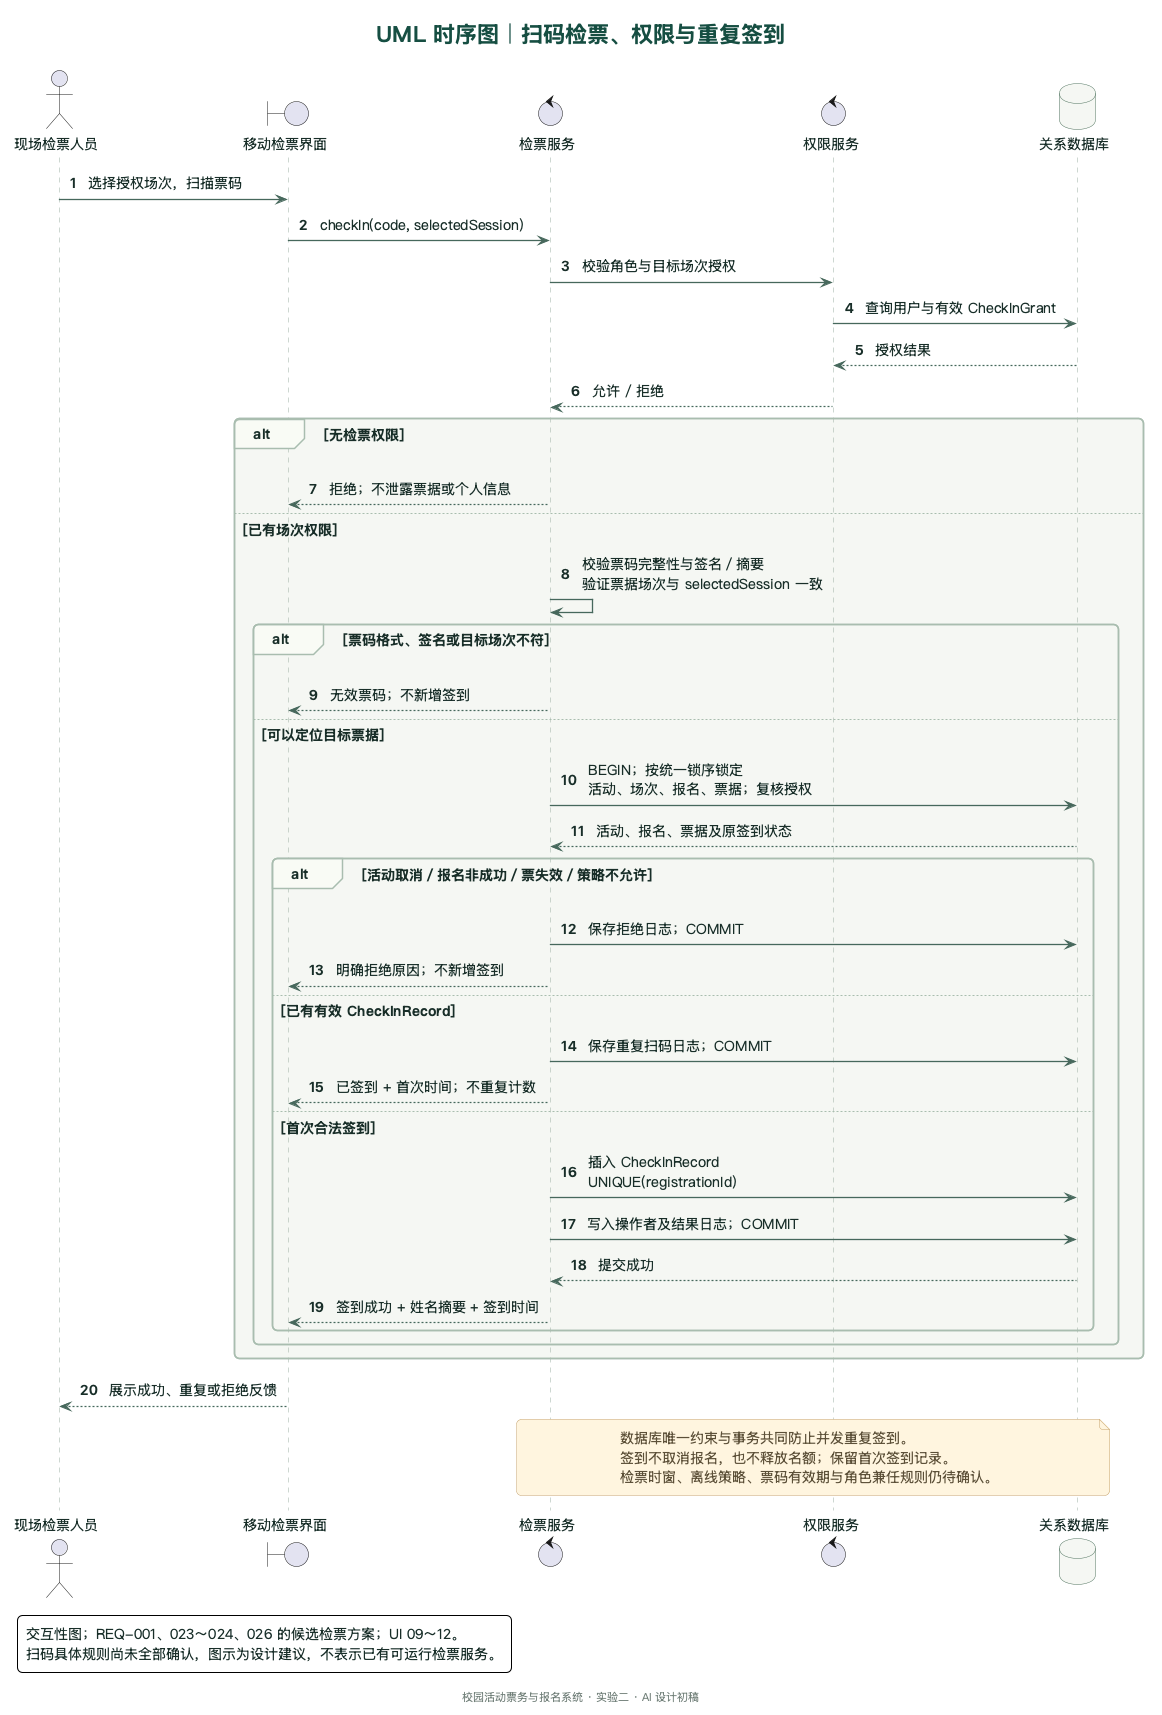 UML 时序图｜扫码检票、权限与重复签到
现场检票人员
移动检票界面
检票服务
权限服务
关系数据库
1 选择授权场次，扫描票码
2 checkIn(code, selectedSession)
3 校验角色与目标场次授权
4 查询用户与有效 CheckInGrant
5 授权结果
6 允许 / 拒绝
alt [无检票权限]
7 拒绝；不泄露票据或个人信息
[已有场次权限]
8 校验票码完整性与签名 / 摘要
验证票据场次与 selectedSession 一致
alt [票码格式、签名或目标场次不符]
9 无效票码；不新增签到
[可以定位目标票据]
10 BEGIN；按统一锁序锁定
活动、场次、报名、票据；复核授权
11 活动、报名、票据及原签到状态
alt [活动取消 / 报名非成功 / 票失效 / 策略不允许]
12 保存拒绝日志；COMMIT
13 明确拒绝原因；不新增签到
[已有有效 CheckInRecord]
14 保存重复扫码日志；COMMIT
15 已签到 + 首次时间；不重复计数
[首次合法签到]
16 插入 CheckInRecord
UNIQUE(registrationId)
17 写入操作者及结果日志；COMMIT
18 提交成功
19 签到成功 + 姓名摘要 + 签到时间
20 展示成功、重复或拒绝反馈
数据库唯一约束与事务共同防止并发重复签到。
签到不取消报名，也不释放名额；保留首次签到记录。
检票时窗、离线策略、票码有效期与角色兼任规则仍待确认。
现场检票人员
移动检票界面
检票服务
权限服务
关系数据库
交互性图；REQ-001、023～024、026 的候选检票方案；UI 09～12。
扫码具体规则尚未全部确认，图示为设计建议，不表示已有可运行检票服务。
校园活动票务与报名系统 · 实验二 · AI 设计初稿